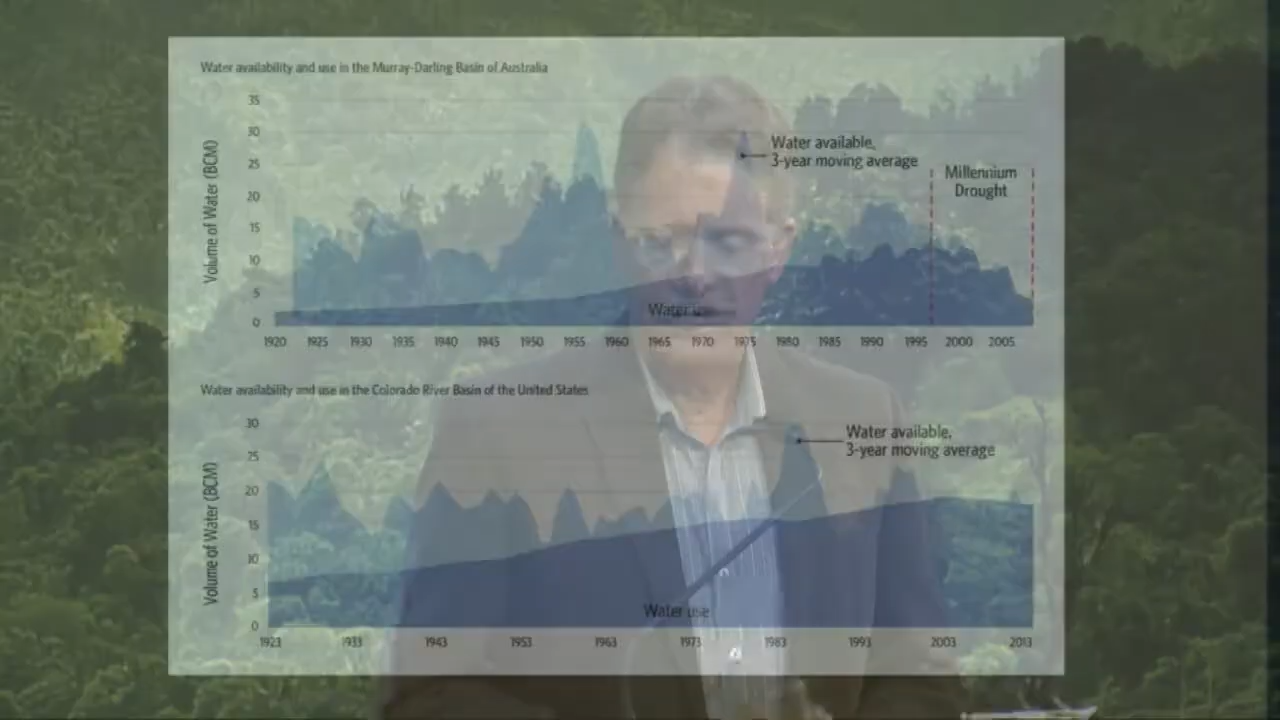 Water availability and use in the Murray-Darling Basin of Australia
35
30
25
20
15
10
5
0
Volume of Water (BCM)
Water available,
3-year moving average
Millennium
Drought
Water use
1920 1925 1930 1935 1940 1945 1950 1955 1960 1965 1970 1975 1980 1985 1990 1995 2000 2005
Water availability and use in the Colorado River Basin of the United States
30
25
20
15
10
5
0
Volume of Water (BCM)
Water available,
3-year moving average
Water use
1923 1933 1943 1953 1963 1973 1983 1993 2003 2013